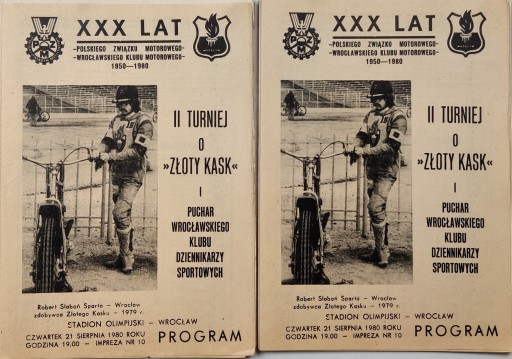 XXX LAT
-POLSKIEGO ZWIĄZKU MOTOROWEGO-
-WROCŁAWSKIEGO KLUBU MOTOROWEGO-
1950—1980
II TURNIEJ
O
»ZŁOTY KASK«
I
PUCHAR
WROCŁAWSKIEGO
KLUBU
DZIENNIKARZY
SPORTOWYCH
Robert Słaboń Sparta — Wrocław
zdobywca Złotego Kasku — 1979 r.
STADION OLIMPIJSKI — WROCŁAW
CZWARTEK 21 SIERPNIA 1980 ROKU
GODZINA 19.00 — IMPREZA NR 10
PROGRAM
XXX LAT
-POLSKIEGO ZWIĄZKU MOTOROWEGO-
-WROCŁAWSKIEGO KLUBU MOTOROWEGO-
1950—1980
II TURNIEJ
O
»ZŁOTY KASK«
I
PUCHAR
WROCŁAWSKIEGO
KLUBU
DZIENNIKARZY
SPORTOWYCH
Robert Słaboń Sparta — Wrocław
zdobywca Złotego Kasku — 1979 r.
STADION OLIMPIJSKI — WROCŁAW
CZWARTEK 21 SIERPNIA 1980 ROKU
GODZINA 19.00 — IMPREZA NR 10
PROGRAM